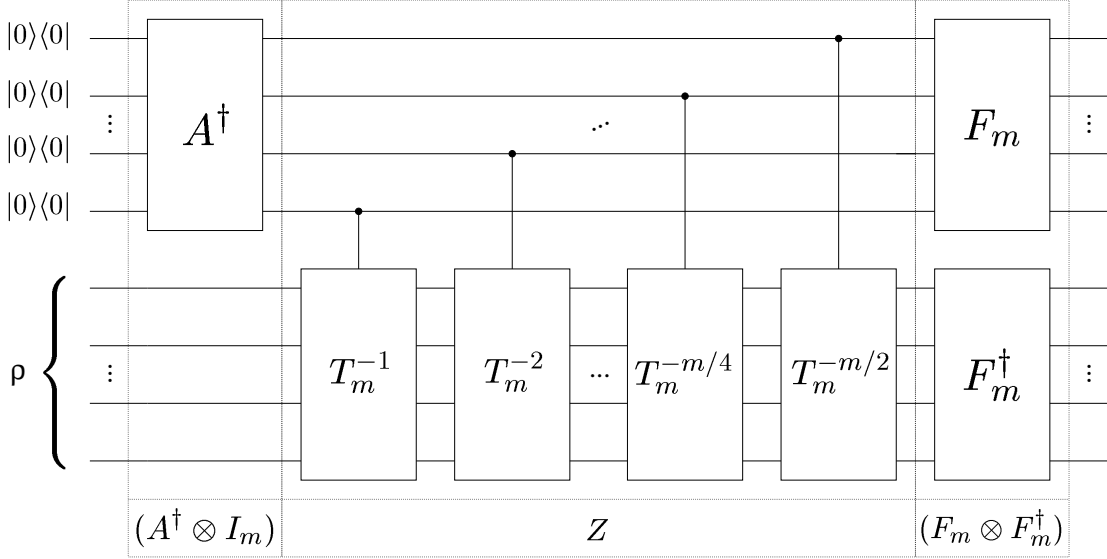 |0⟩⟨0|
|0⟩⟨0|
⋮ A† ⋰ F_m ⋮
|0⟩⟨0|
|0⟩⟨0|
ρ { ⋮ T_m^{-1} T_m^{-2} ... T_m^{-m/4} T_m^{-m/2} F_m^† ⋮
(A† ⊗ I_m) Z (F_m ⊗ F_m^†)